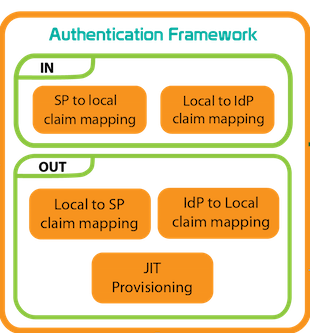 Authentication Framework
IN
SP to local
claim mapping
Local to IdP
claim mapping
OUT
Local to SP
claim mapping
IdP to Local
claim mapping
JIT
Provisioning